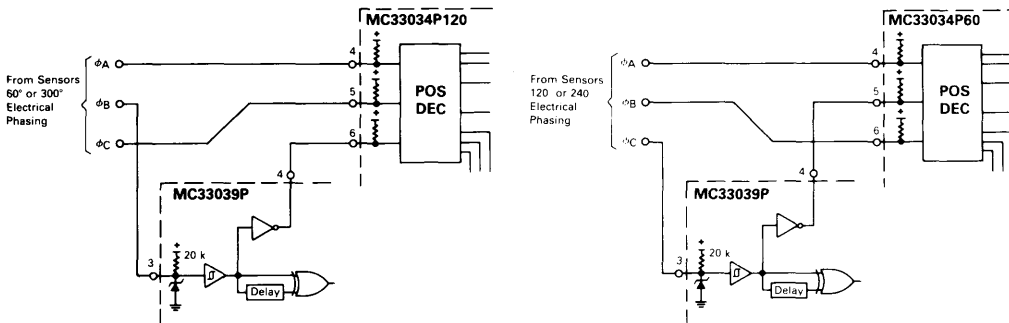 MC33034P120
φA
From Sensors
60° or 300°
Electrical
Phasing
φB
φC
4
5
6
+
+
POS
DEC
4
MC33039P
+
20 k
3
Delay
MC33034P60
φA
From Sensors
120 or 240
Electrical
Phasing
φB
φC
4
5
6
+
+
POS
DEC
4
MC33039P
+
20 k
3
Delay